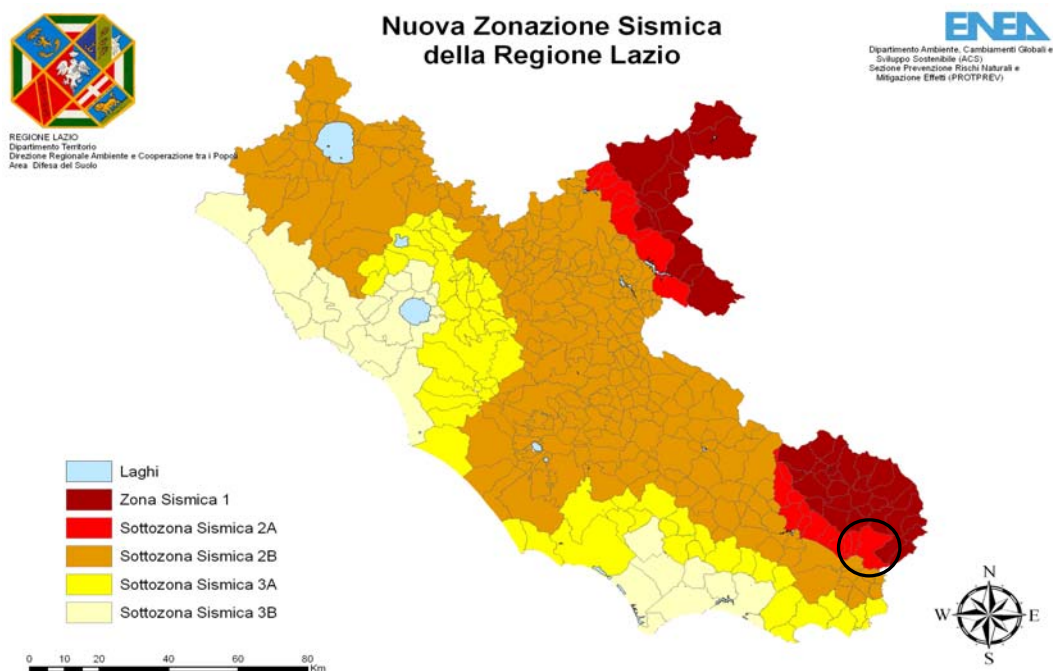 Nuova Zonazione Sismica
della Regione Lazio
ENEA
Dipartimento Ambiente, Cambiamenti Globali e
Sviluppo Sostenibile (ACS)
Sezione Prevenzione Rischi Naturali e
Mitigazione Effetti (PROTPREV)
REGIONE LAZIO
Dipartimento Territorio
Direzione Regionale Ambiente e Cooperazione tra i Popoli
Area Difesa del Suolo
Laghi
Zona Sismica 1
Sottozona Sismica 2A
Sottozona Sismica 2B
Sottozona Sismica 3A
Sottozona Sismica 3B
N
W E
S
0 10 20 40 60 80
Km